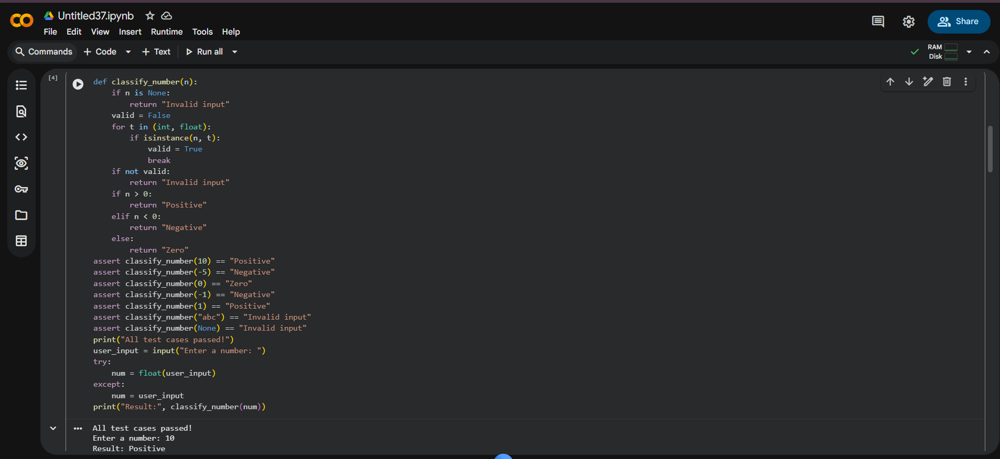 Untitled37.ipynb
File Edit View Insert Runtime Tools Help
Share
Commands + Code + Text Run all
RAM
Disk
[4]
def classify_number(n):
    if n is None:
        return "Invalid input"
    valid = False
    for t in (int, float):
        if isinstance(n, t):
            valid = True
            break
    if not valid:
        return "Invalid input"
    if n > 0:
        return "Positive"
    elif n < 0:
        return "Negative"
    else:
        return "Zero"
assert classify_number(10) == "Positive"
assert classify_number(-5) == "Negative"
assert classify_number(0) == "Zero"
assert classify_number(-1) == "Negative"
assert classify_number(1) == "Positive"
assert classify_number("abc") == "Invalid input"
assert classify_number(None) == "Invalid input"
print("All test cases passed!")
user_input = input("Enter a number: ")
try:
    num = float(user_input)
except:
    num = user_input
print("Result:", classify_number(num))
All test cases passed!
Enter a number: 10
Result: Positive